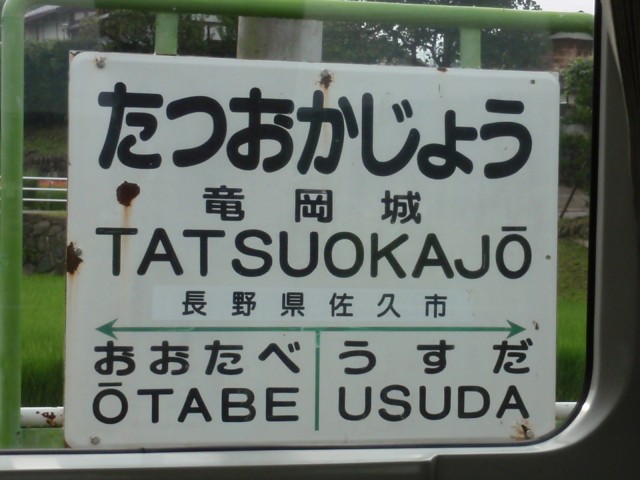 たつおかじょう
竜岡城
TATSUOKAJŌ
長野県佐久市
おおたべ うすだ
ŌTABE USUDA